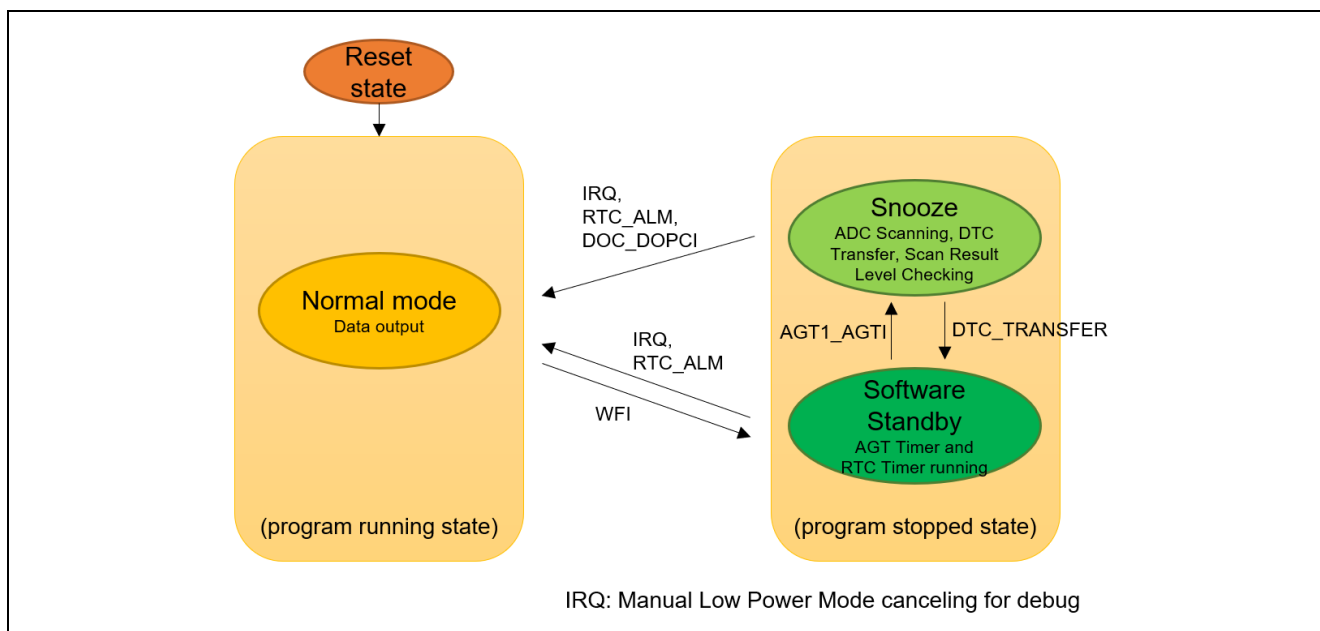 Reset
state
IRQ,
RTC_ALM,
DOC_DOPCI
Snooze
ADC Scanning, DTC
Transfer, Scan Result
Level Checking
Normal mode
Data output
AGT1_AGTI
DTC_TRANSFER
IRQ,
RTC_ALM
WFI
Software
Standby
AGT Timer and
RTC Timer running
(program running state)
(program stopped state)
IRQ: Manual Low Power Mode canceling for debug